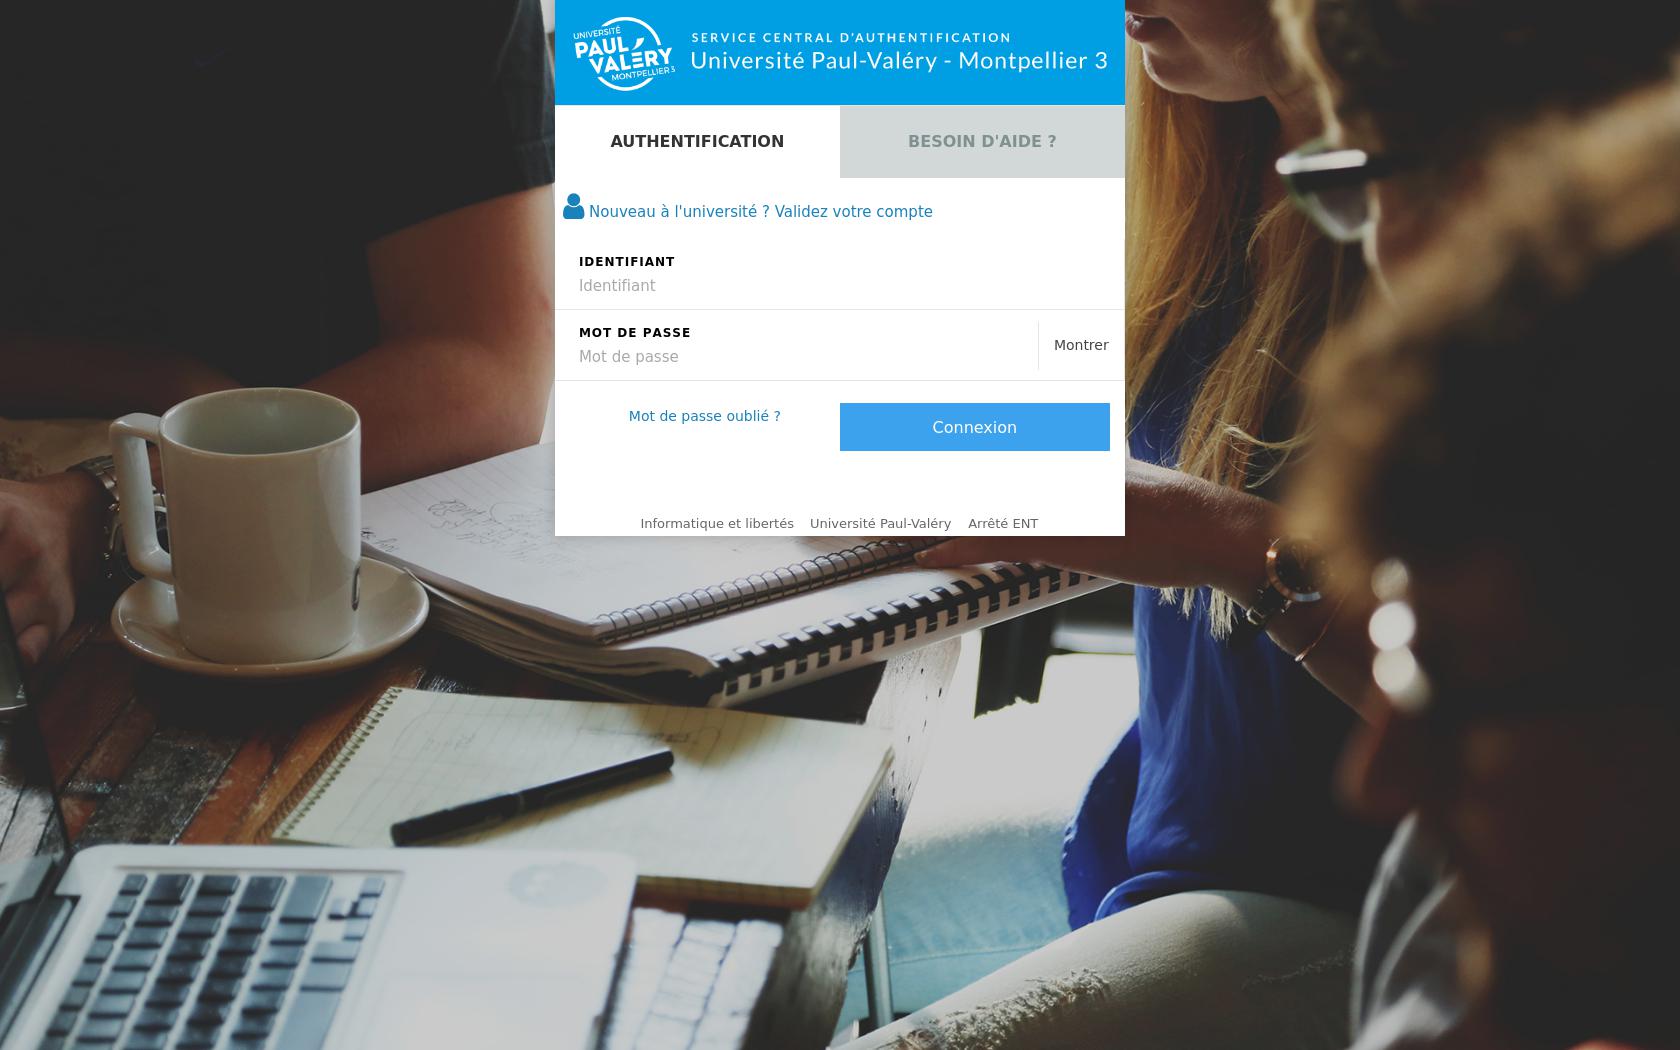 UNIVERSITÉ
PAUL
VALÉRY
MONTPELLIER 3
SERVICE CENTRAL D'AUTHENTIFICATION
Université Paul-Valéry - Montpellier 3
AUTHENTIFICATION
BESOIN D'AIDE ?
Nouveau à l'université ? Validez votre compte
IDENTIFIANT
Identifiant
MOT DE PASSE
Mot de passe
Montrer
Mot de passe oublié ?
Connexion
Informatique et libertés Université Paul-Valéry Arrêté ENT